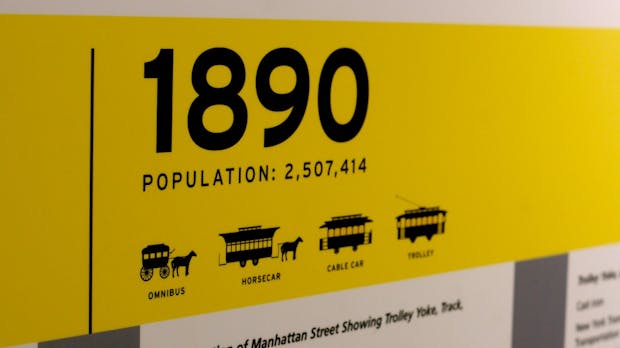 1890
POPULATION: 2,507,414
OMNIBUS
HORSECAR
CABLE CAR
TROLLEY
of Manhattan Street Showing Trolley Yoke, Track,
Trolley Yoke,
Cast iron
New York